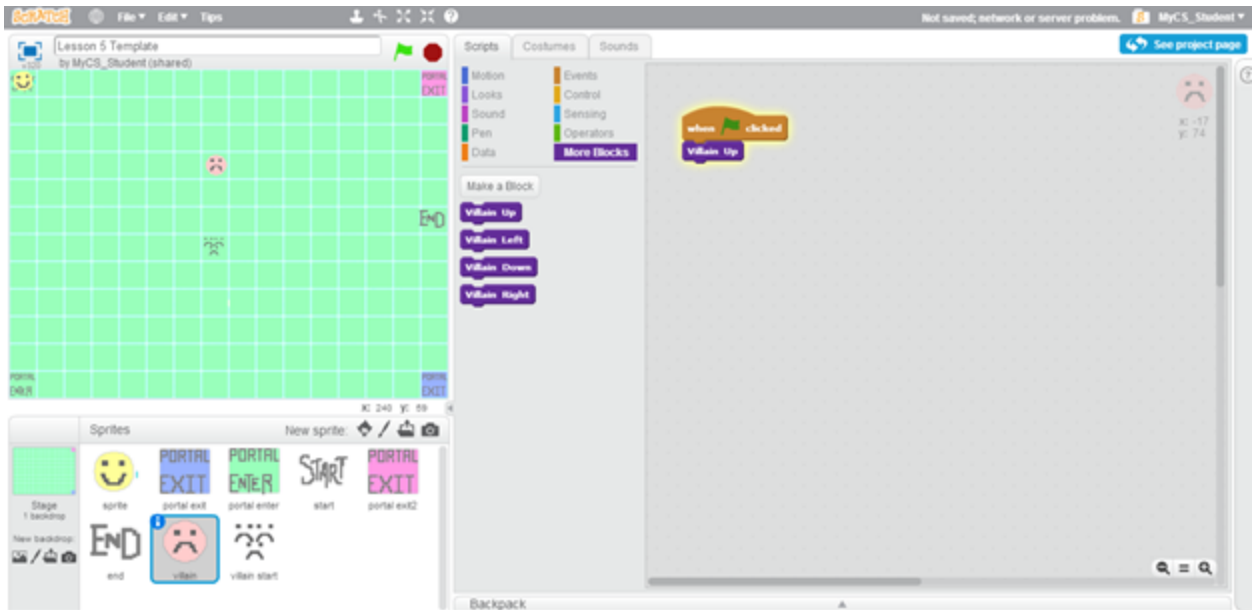 SCRATCH File▼ Edit▼ Tips Not saved; network or server problem. MyCS_Student▼
Lesson 5 Template
by MyCS_Student (shared)
Scripts Costumes Sounds
See project page
Motion Events
Looks Control
Sound Sensing
Pen Operators
Data More Blocks
Make a Block
Villain Up
Villain Left
Villain Down
Villain Right
when clicked
Villain Up
x: -17
y: 74
PORTAL
EXIT
END
PORTAL
PORTAL
EXIT
x: 240 y: 69
Sprites New sprite:
Stage
1 backdrop
New backdrop:
PORTAL
EXIT
PORTAL
ENTER
START
PORTAL
EXIT
sprite portal exit portal enter start portal exit2
END
end villain villain start
Backpack